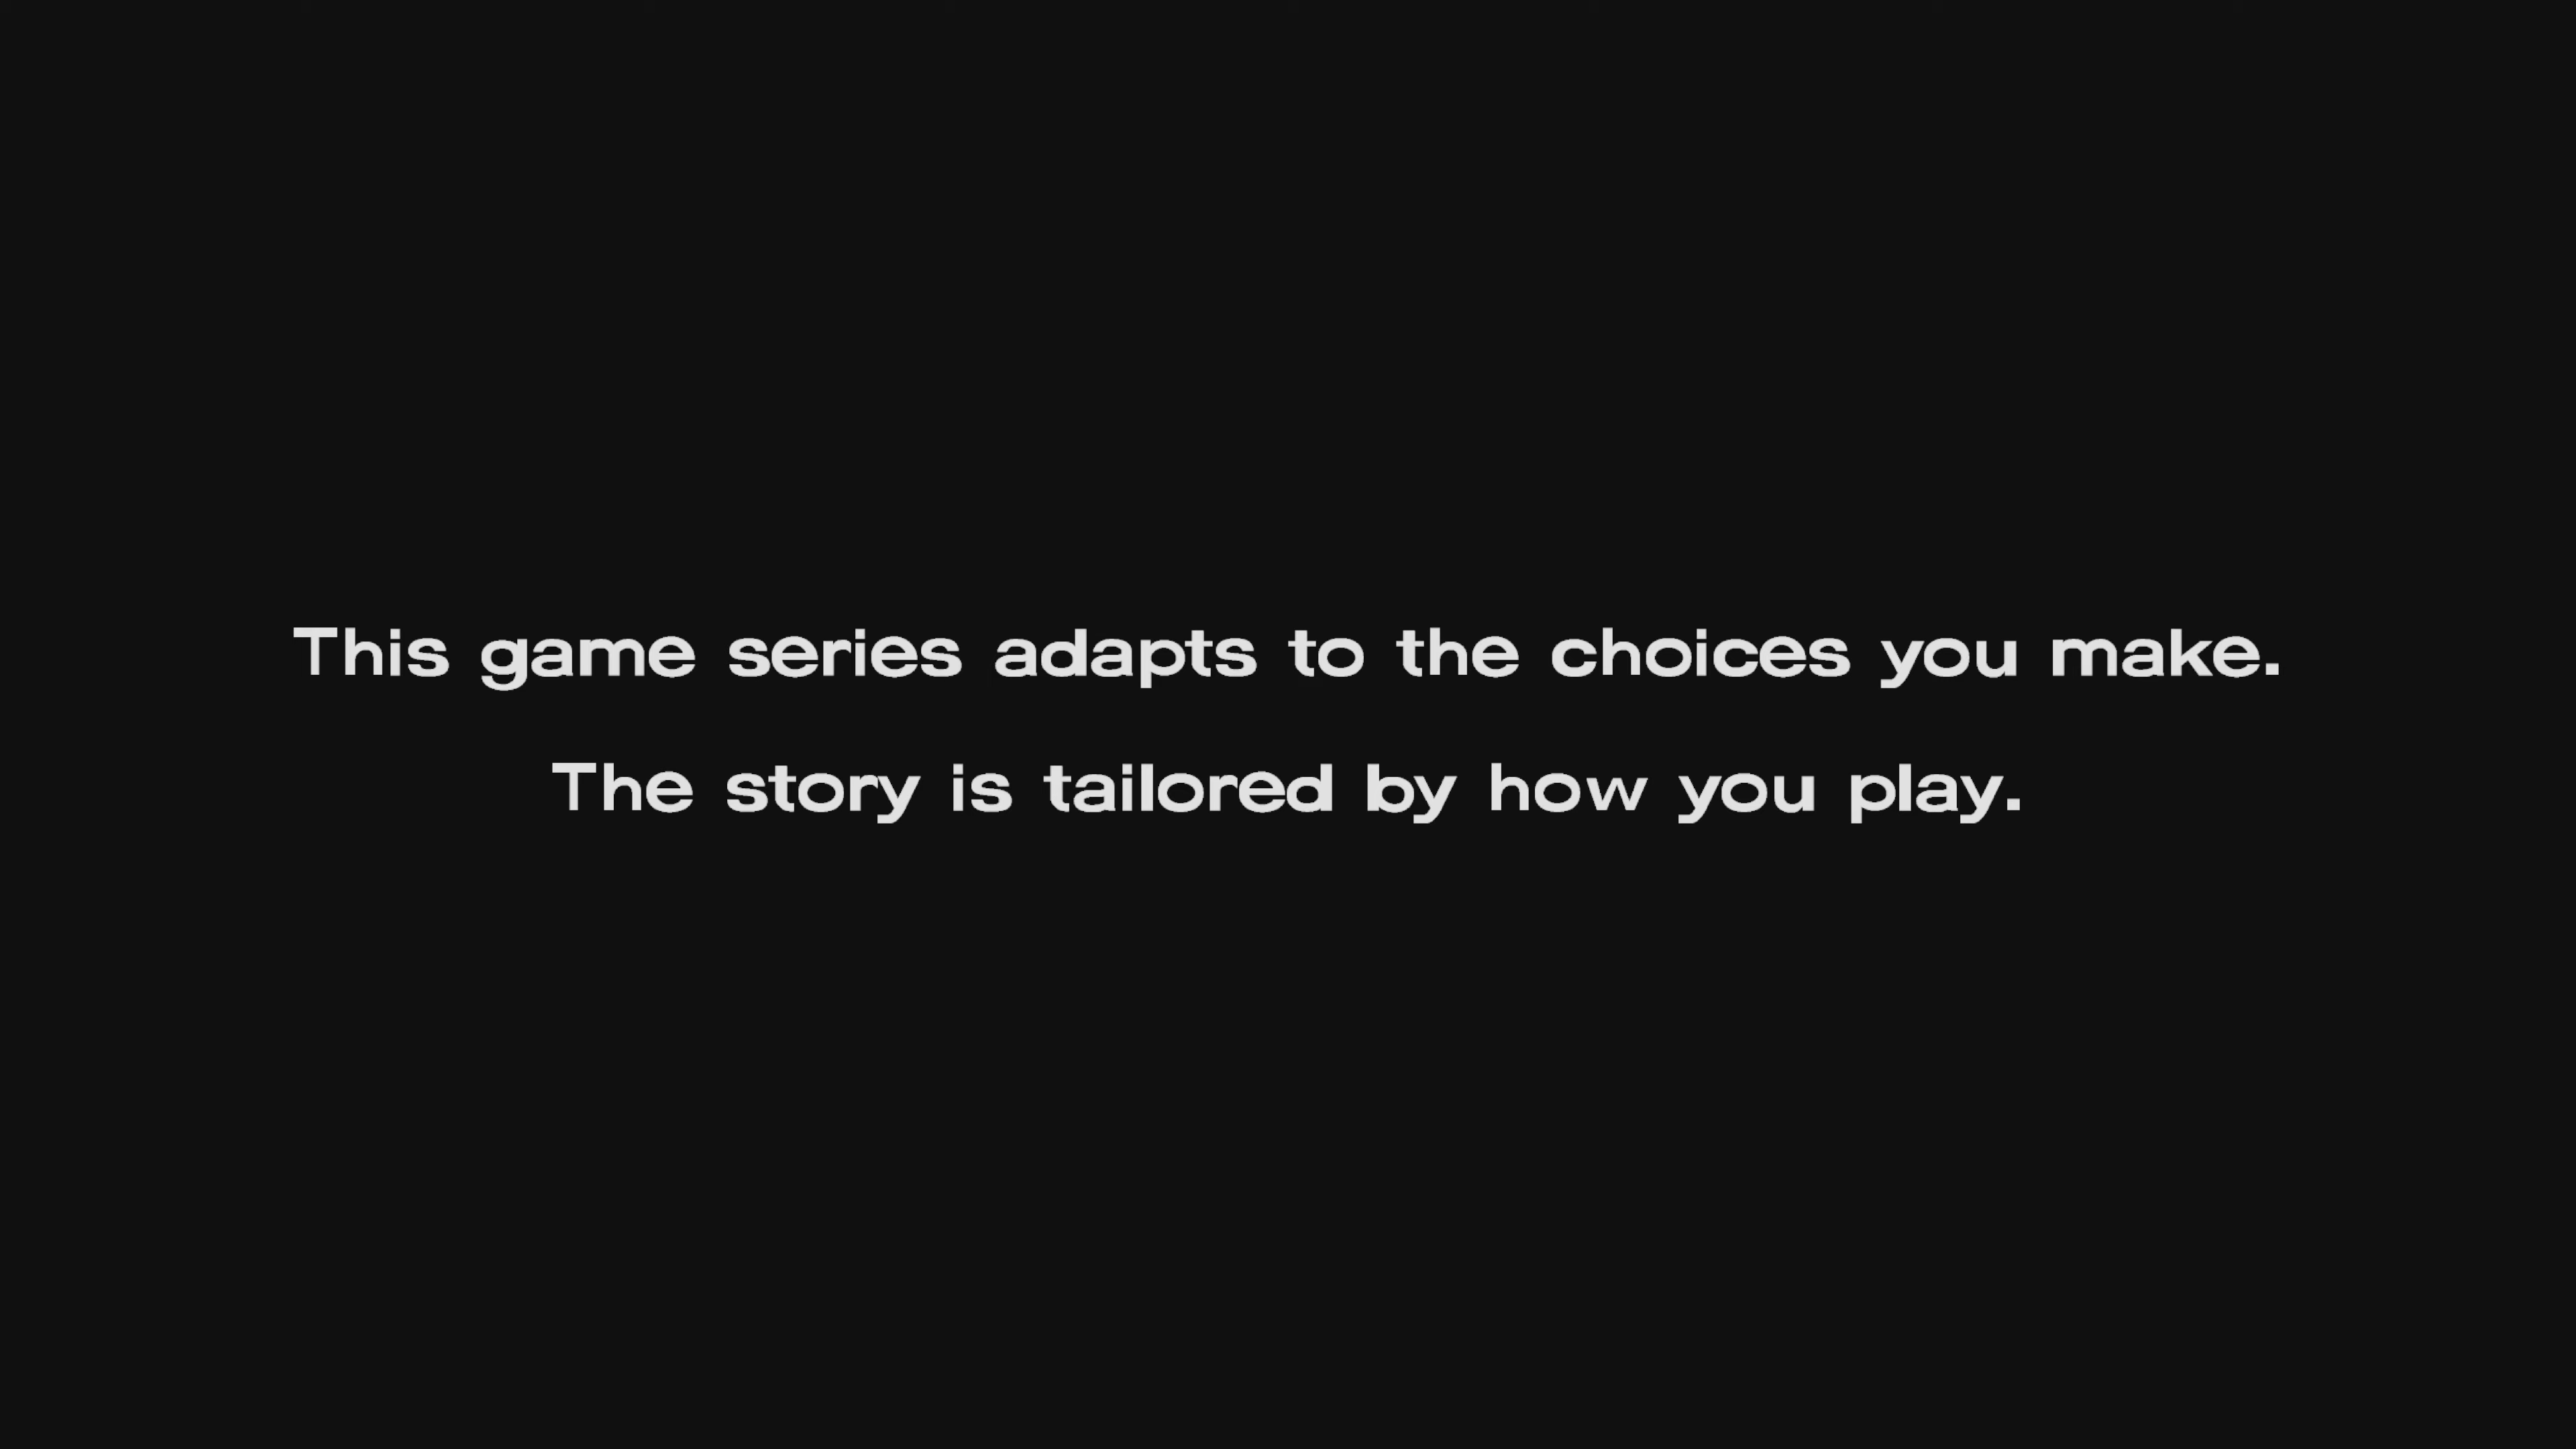 This game series adapts to the choices you make.
The story is tailored by how you play.